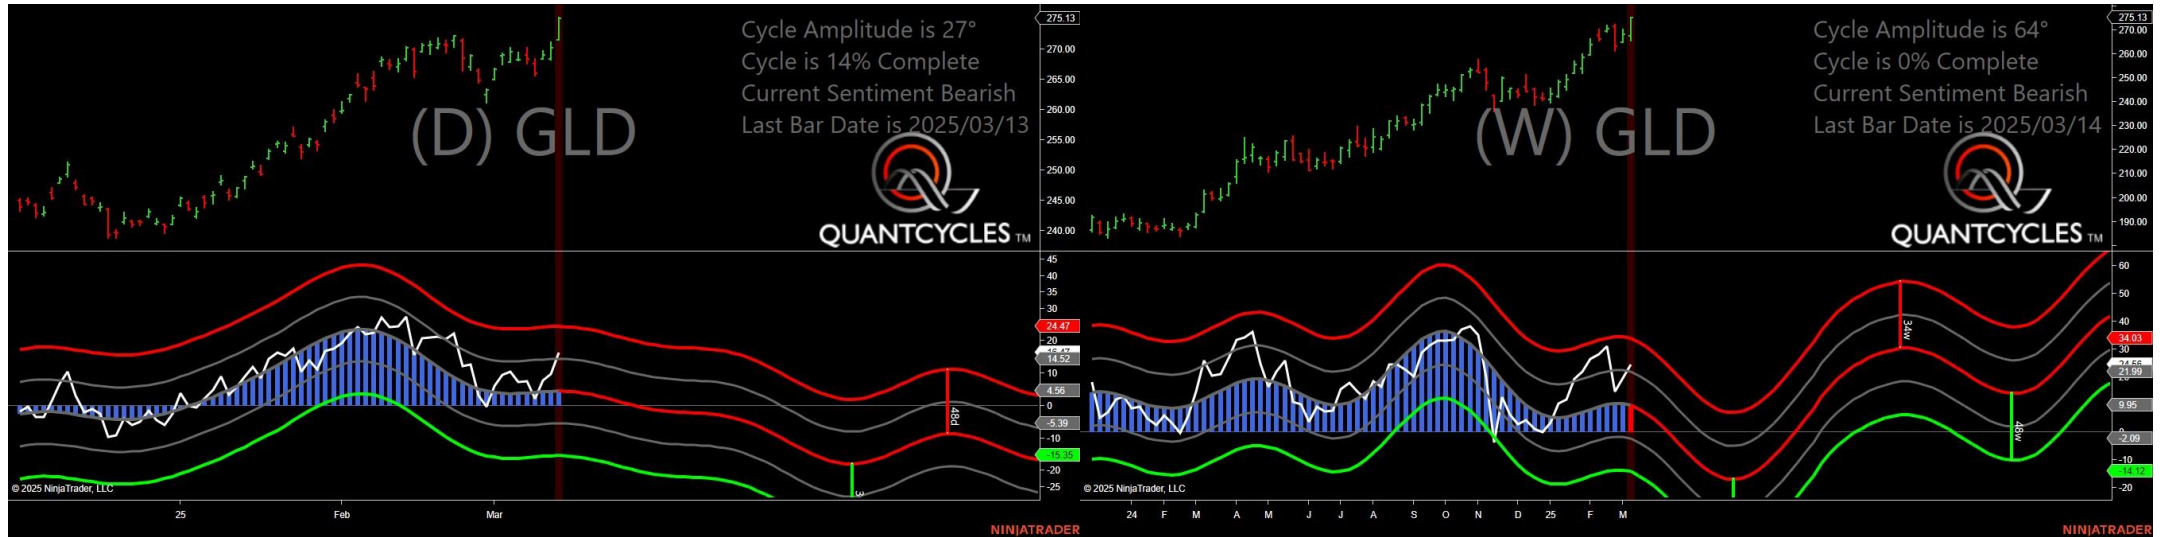 Cycle Amplitude is 27°
Cycle is 14% Complete
Current Sentiment Bearish
Last Bar Date is 2025/03/13
(D) GLD
QUANTCYCLES TM
275.13
270.00
265.00
260.00
255.00
250.00
245.00
240.00
45
40
35
30
24.47
20
14.52
10
4.56
0
-5.39
-10
-15.35
-20
-25
48d
3
© 2025 NinjaTrader, LLC
25
Feb
Mar
NINJATRADER
Cycle Amplitude is 64°
Cycle is 0% Complete
Current Sentiment Bearish
Last Bar Date is 2025/03/14
(W) GLD
QUANTCYCLES TM
275.13
270.00
260.00
250.00
240.00
230.00
220.00
210.00
200.00
190.00
60
50
40
34.03
30
21.99
9.95
-2.09
-10
-14.12
-20
34w
48w
© 2025 NinjaTrader, LLC
24 F M A M J J A S O N D 25 F M
NINJATRADER